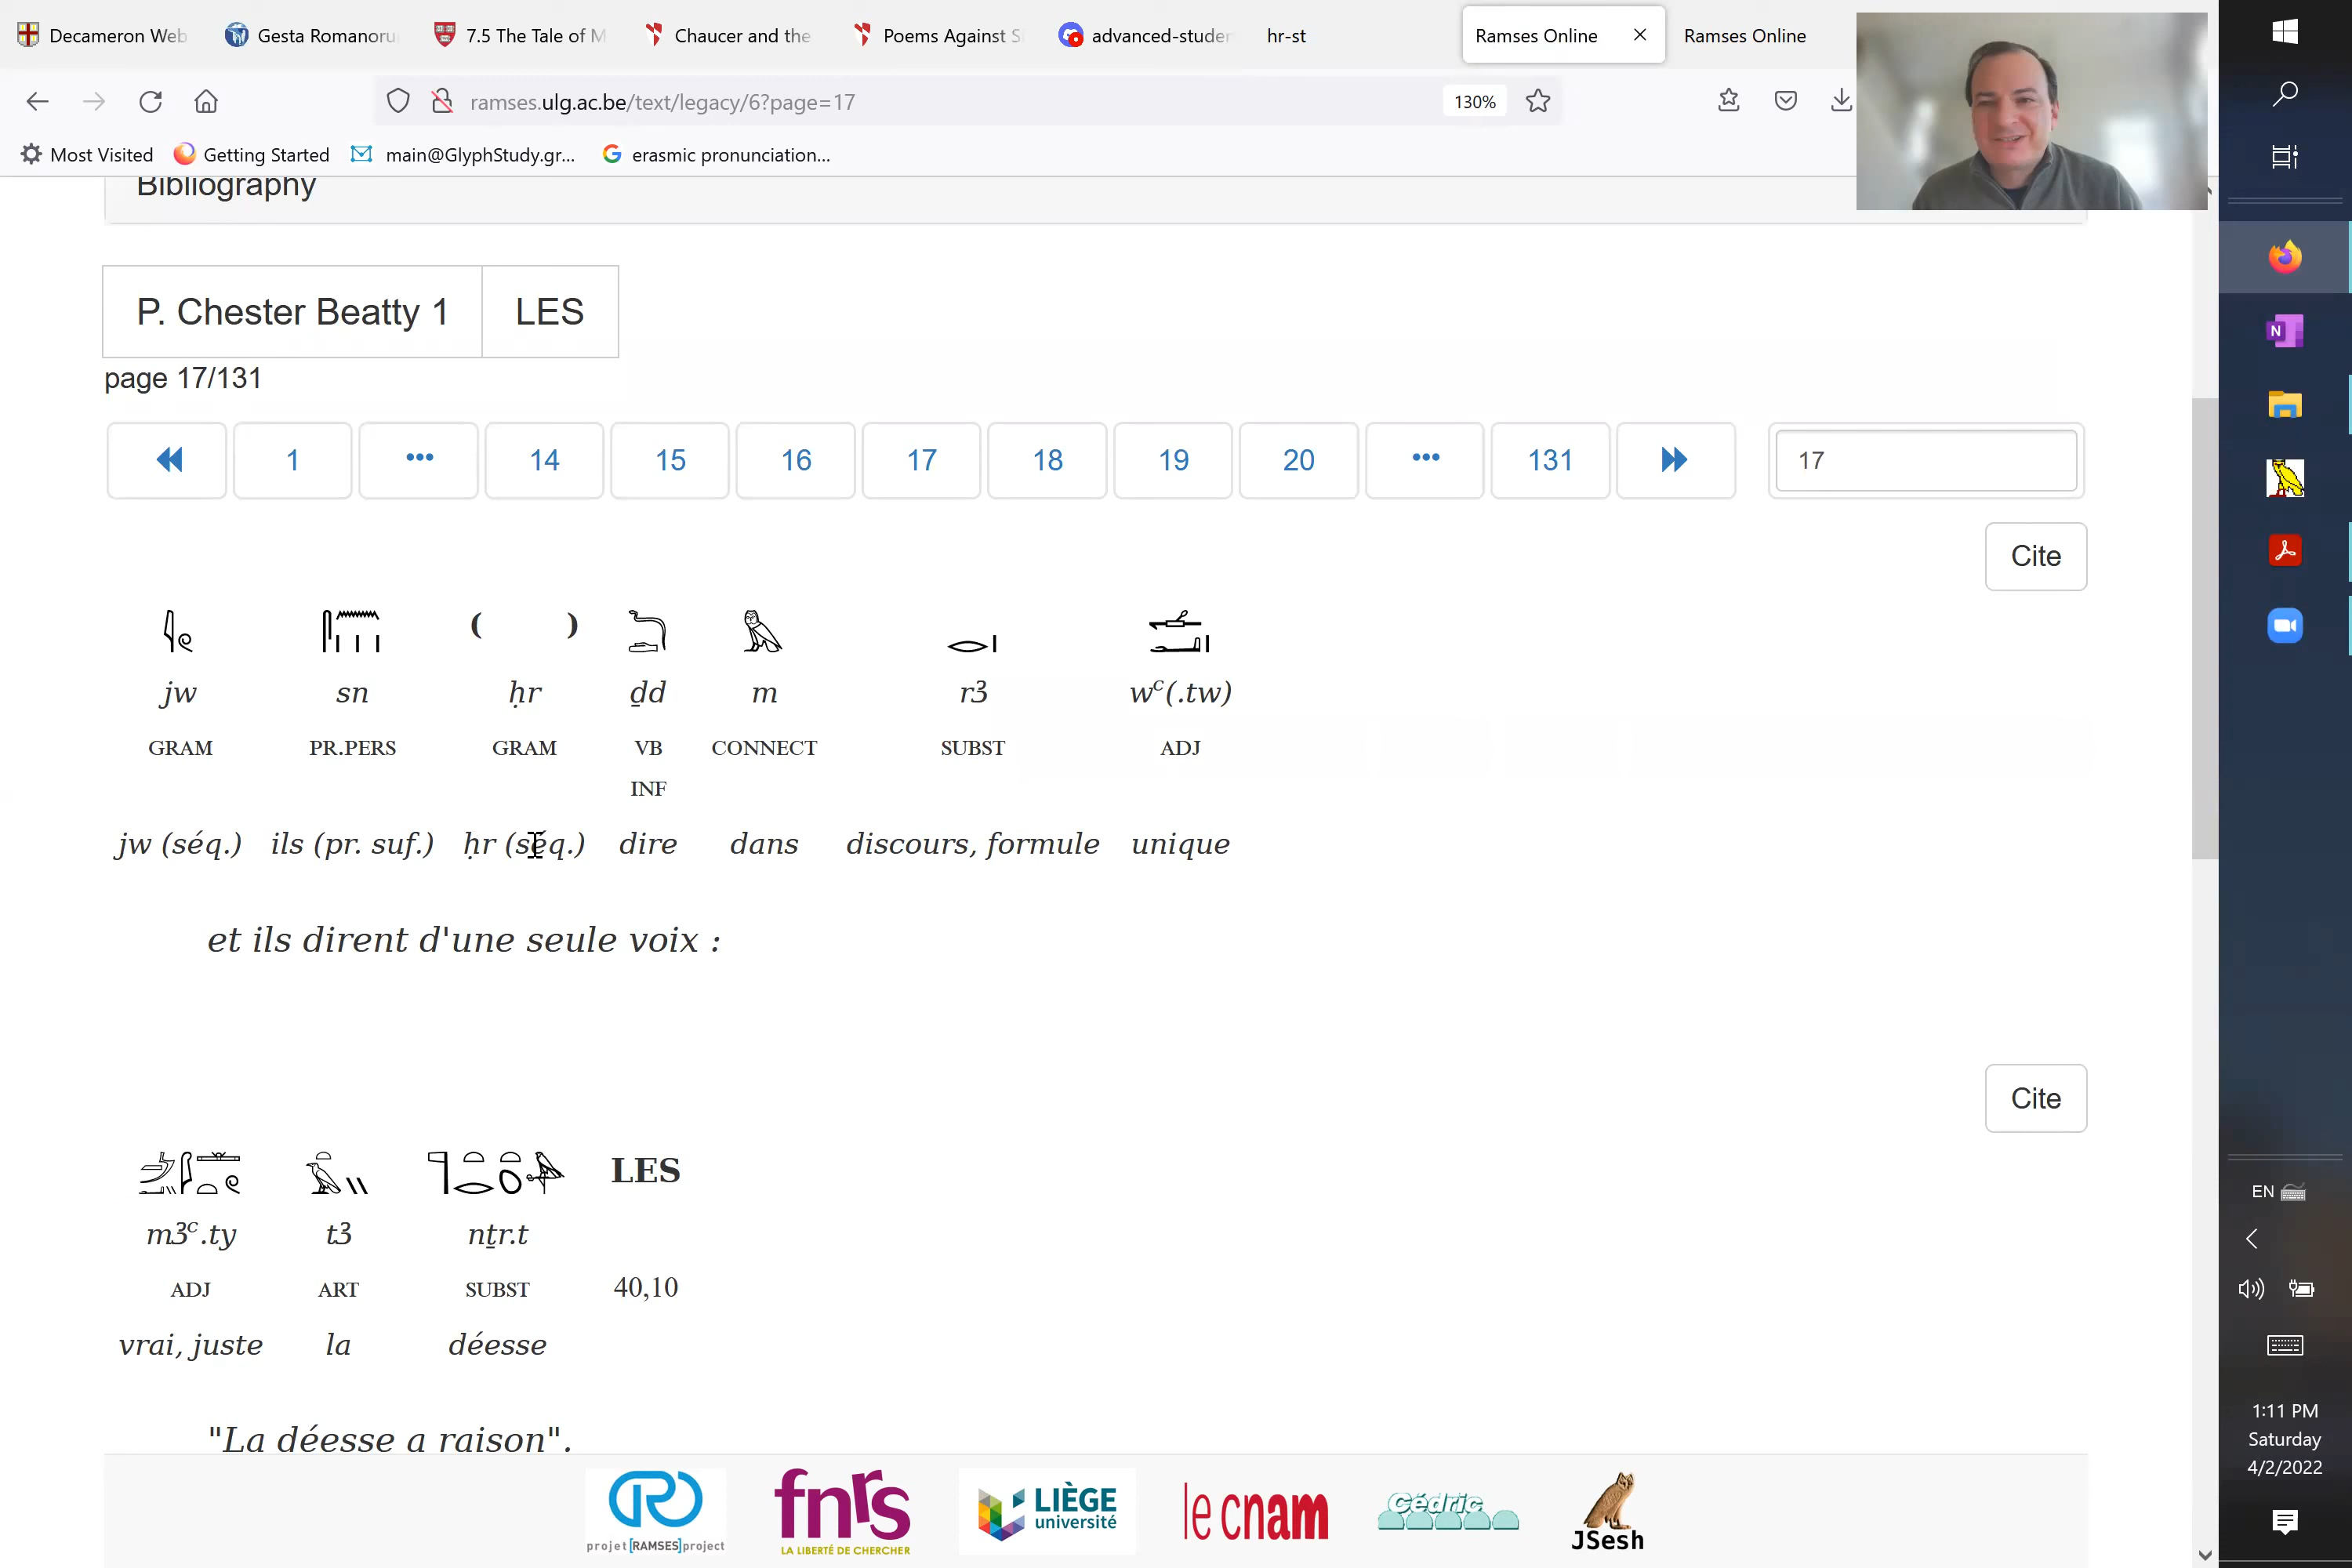 Decameron Web
Gesta Romanoru
7.5 The Tale of M
Chaucer and the
Poems Against S
advanced-studen
hr-st
Ramses Online
Ramses Online
ramses.ulg.ac.be/text/legacy/6?page=17
130%
Most Visited
Getting Started
main@GlyphStudy.gr...
erasmic pronunciation...
Bibliography
P. Chester Beatty 1
LES
page 17/131
1 ••• 14 15 16 17 18 19 20 ••• 131
17
Cite
( )
jw sn ḥr ḏd m rꜣ wꜥ(.tw)
GRAM PR.PERS GRAM VB CONNECT SUBST ADJ
INF
jw (séq.) ils (pr. suf.) ḥr (séq.) dire dans discours, formule unique
et ils dirent d'une seule voix :
Cite
LES
mꜣꜥ.ty tꜣ nṯr.t
ADJ ART SUBST 40,10
vrai, juste la déesse
"La déesse a raison".
projet [RAMSES] project
fnrs
LA LIBERTÉ DE CHERCHER
LIÈGE
université
le cnam
Cédric
JSesh
N
EN
1:11 PM
Saturday
4/2/2022